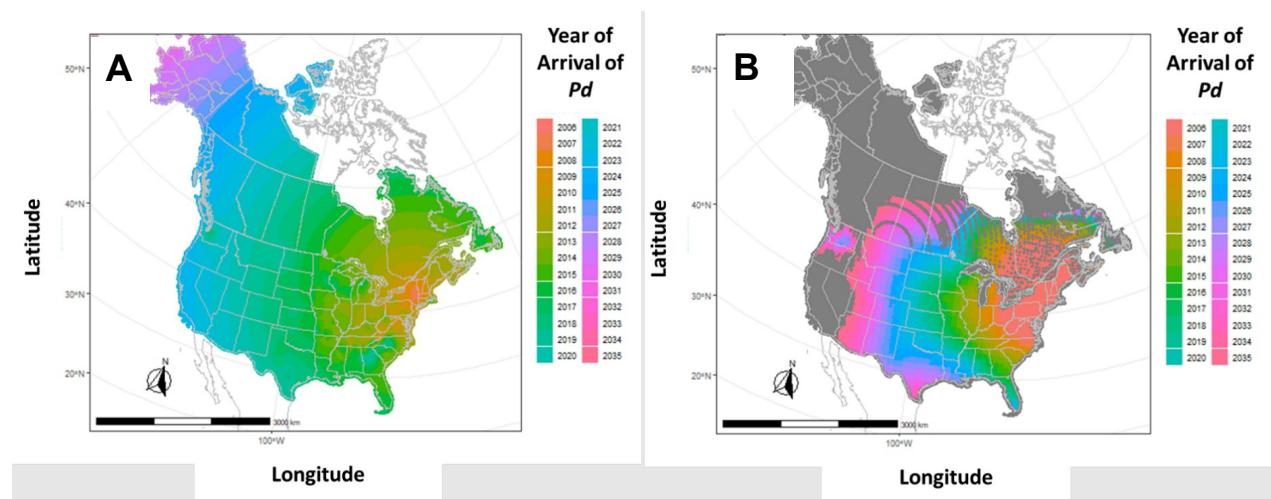 A
50°N
40°N
30°N
20°N
Latitude
N
3000 km
100°W
Longitude
Year of
Arrival of
Pd
2006 2021
2007 2022
2008 2023
2009 2024
2010 2025
2011 2026
2012 2027
2013 2028
2014 2029
2015 2030
2016 2031
2017 2032
2018 2033
2019 2034
2020 2035
B
50°N
40°N
30°N
20°N
Latitude
N
3000 km
100°W
Longitude
Year of
Arrival of
Pd
2006 2021
2007 2022
2008 2023
2009 2024
2010 2025
2011 2026
2012 2027
2013 2028
2014 2029
2015 2030
2016 2031
2017 2032
2018 2033
2019 2034
2020 2035